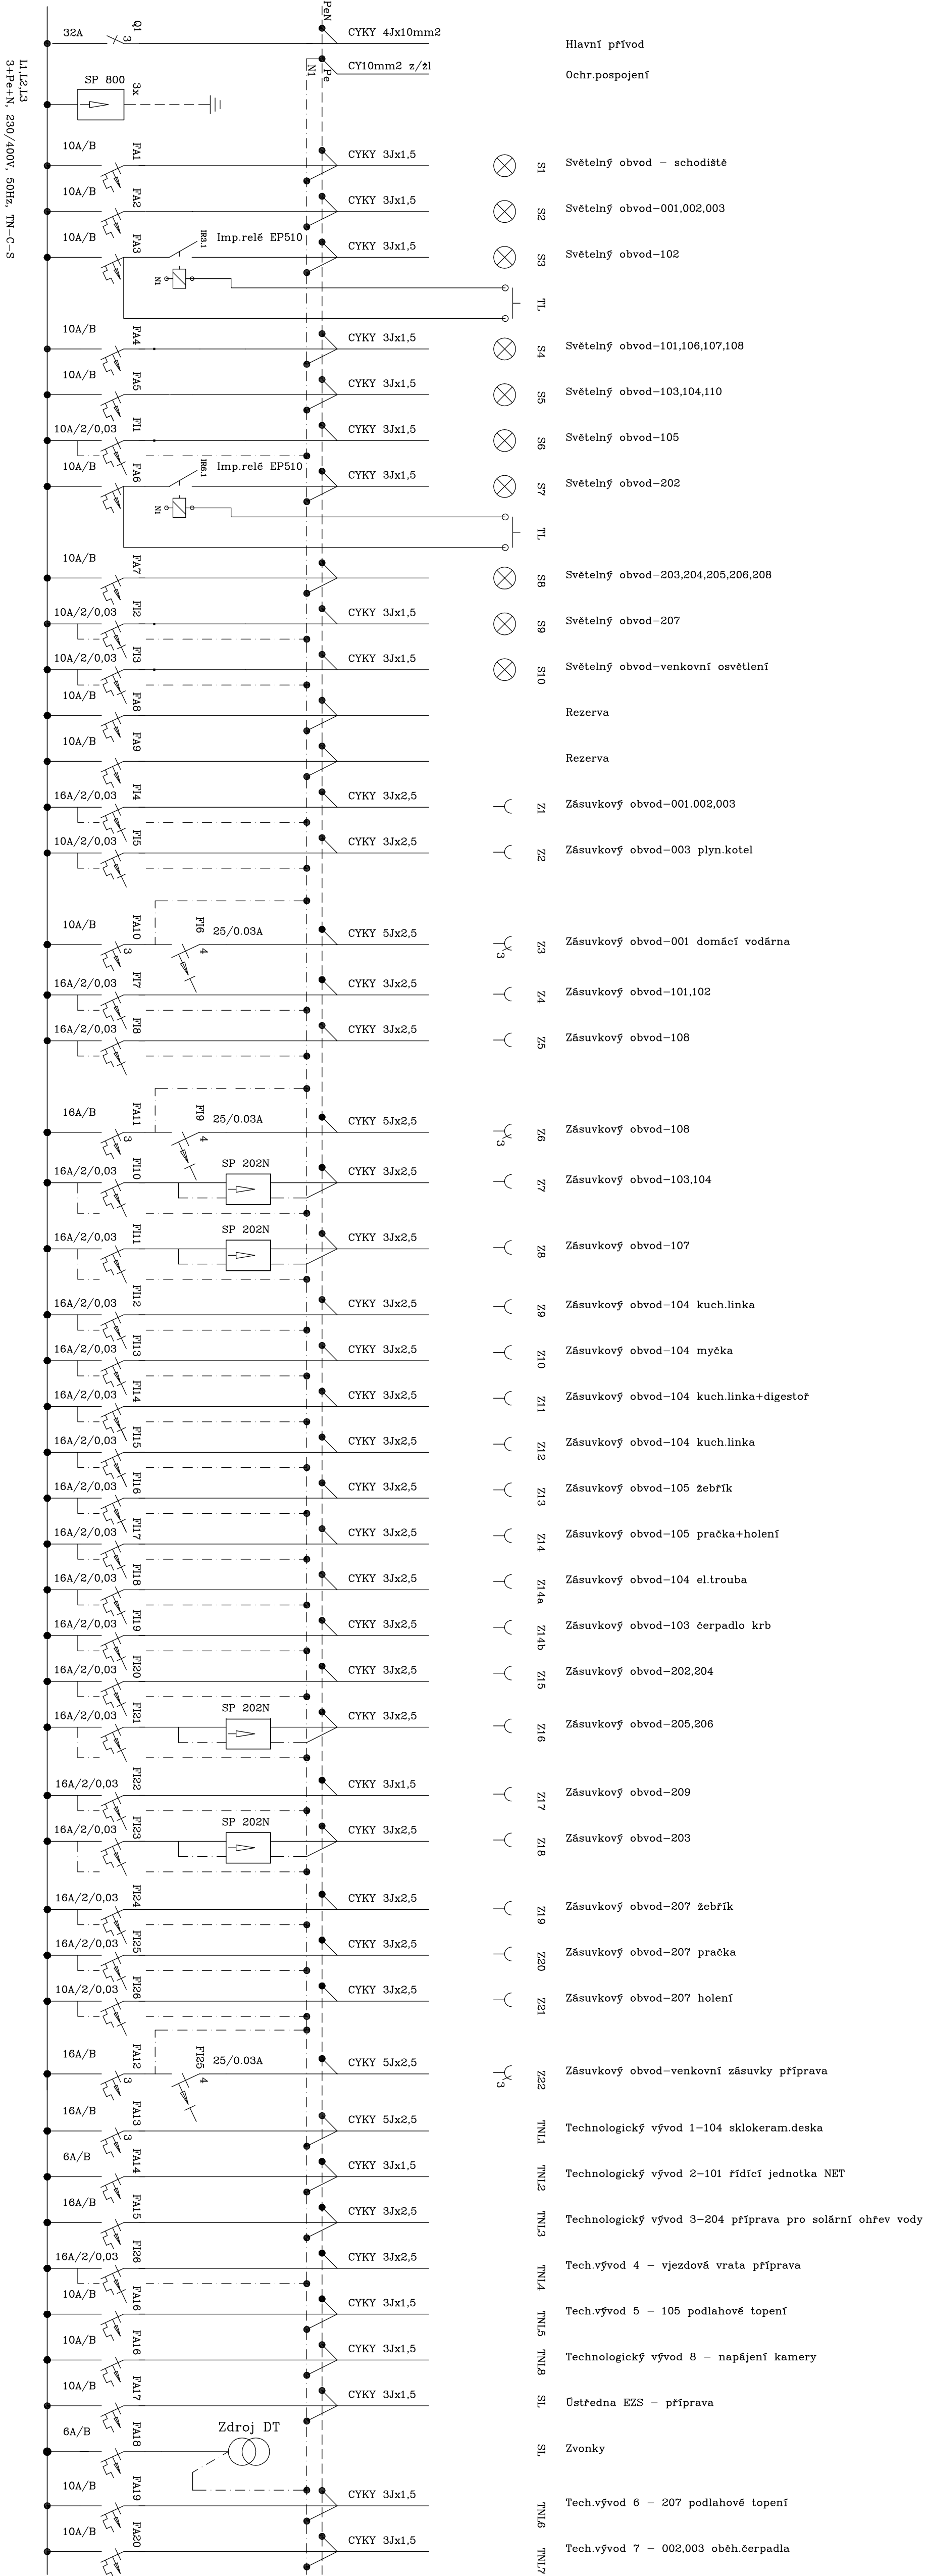 L1,L2,L3
3+Pe+N, 230/400V, 50Hz, TN-C-S
PeN
32A Q1 3 CYKY 4Jx10mm2 Hlavní přívod
N1 Pe CY10mm2 z/žl Ochr.pospojení
SP 800 3x
10A/B FA1 CYKY 3Jx1,5 S1 Světelný obvod - schodiště
10A/B FA2 CYKY 3Jx1,5 S2 Světelný obvod-001,002,003
10A/B FA3 IR3.1 Imp.relé EP510 CYKY 3Jx1,5 S3 Světelný obvod-102
N1 TL
10A/B FA4 CYKY 3Jx1,5 S4 Světelný obvod-101,106,107,108
10A/B FA5 CYKY 3Jx1,5 S5 Světelný obvod-103,104,110
10A/2/0,03 FI1 CYKY 3Jx1,5 S6 Světelný obvod-105
10A/B FA6 IR6.1 Imp.relé EP510 CYKY 3Jx1,5 S7 Světelný obvod-202
N1 TL
10A/B FA7 CYKY 3Jx1,5 S8 Světelný obvod-203,204,205,206,208
10A/2/0,03 FI2 CYKY 3Jx1,5 S9 Světelný obvod-207
10A/2/0,03 FI3 CYKY 3Jx1,5 S10 Světelný obvod-venkovní osvětlení
10A/B FA8 Rezerva
10A/B FA9 Rezerva
16A/2/0,03 FI4 CYKY 3Jx2,5 Z1 Zásuvkový obvod-001.002,003
10A/2/0,03 FI5 CYKY 3Jx2,5 Z2 Zásuvkový obvod-003 plyn.kotel
10A/B FA10 3 FI6 4 25/0.03A CYKY 5Jx2,5 3 Z3 Zásuvkový obvod-001 domácí vodárna
16A/2/0,03 FI7 CYKY 3Jx2,5 Z4 Zásuvkový obvod-101,102
16A/2/0,03 FI8 CYKY 3Jx2,5 Z5 Zásuvkový obvod-108
16A/B FA11 3 FI9 4 25/0.03A CYKY 5Jx2,5 3 Z6 Zásuvkový obvod-108
16A/2/0,03 FI10 SP 202N CYKY 3Jx2,5 Z7 Zásuvkový obvod-103,104
16A/2/0,03 FI11 SP 202N CYKY 3Jx2,5 Z8 Zásuvkový obvod-107
16A/2/0,03 FI12 CYKY 3Jx2,5 Z9 Zásuvkový obvod-104 kuch.linka
16A/2/0,03 FI13 CYKY 3Jx2,5 Z10 Zásuvkový obvod-104 myčka
16A/2/0,03 FI14 CYKY 3Jx2,5 Z11 Zásuvkový obvod-104 kuch.linka+digestoř
16A/2/0,03 FI15 CYKY 3Jx2,5 Z12 Zásuvkový obvod-104 kuch.linka
16A/2/0,03 FI16 CYKY 3Jx2,5 Z13 Zásuvkový obvod-105 žebřík
16A/2/0,03 FI17 CYKY 3Jx2,5 Z14 Zásuvkový obvod-105 pračka+holení
16A/2/0,03 FI18 CYKY 3Jx2,5 Z14a Zásuvkový obvod-104 el.trouba
16A/2/0,03 FI19 CYKY 3Jx2,5 Z14b Zásuvkový obvod-103 čerpadlo krb
16A/2/0,03 FI20 CYKY 3Jx2,5 Z15 Zásuvkový obvod-202,204
16A/2/0,03 FI21 SP 202N CYKY 3Jx2,5 Z16 Zásuvkový obvod-205,206
16A/2/0,03 FI22 CYKY 3Jx1,5 Z17 Zásuvkový obvod-209
16A/2/0,03 FI23 SP 202N CYKY 3Jx2,5 Z18 Zásuvkový obvod-203
16A/2/0,03 FI24 CYKY 3Jx2,5 Z19 Zásuvkový obvod-207 žebřík
16A/2/0,03 FI25 CYKY 3Jx2,5 Z20 Zásuvkový obvod-207 pračka
10A/2/0,03 FI26 CYKY 3Jx2,5 Z21 Zásuvkový obvod-207 holení
16A/B FA12 3 FI25 4 25/0.03A CYKY 5Jx2,5 3 Z22 Zásuvkový obvod-venkovní zásuvky příprava
16A/B FA13 3 CYKY 5Jx2,5 TNL1 Technologický vývod 1-104 sklokeram.deska
6A/B FA14 CYKY 3Jx1,5 TNL2 Technologický vývod 2-101 řídící jednotka NET
16A/B FA15 CYKY 3Jx2,5 TNL3 Technologický vývod 3-204 příprava pro solární ohřev vody
16A/2/0,03 FI26 CYKY 3Jx2,5 TNL4 Tech.vývod 4 - vjezdová vrata příprava
10A/B FA16 CYKY 3Jx1,5 TNL5 Tech.vývod 5 - 105 podlahové topení
10A/B FA16 CYKY 3Jx1,5 TNL8 Technologický vývod 8 - napájení kamery
10A/B FA17 CYKY 3Jx1,5 SL Ústředna EZS - příprava
6A/B FA18 Zdroj DT SL Zvonky
10A/B FA19 CYKY 3Jx1,5 TNL6 Tech.vývod 6 - 207 podlahové topení
10A/B FA20 CYKY 3Jx1,5 TNL7 Tech.vývod 7 - 002,003 oběh.čerpadla